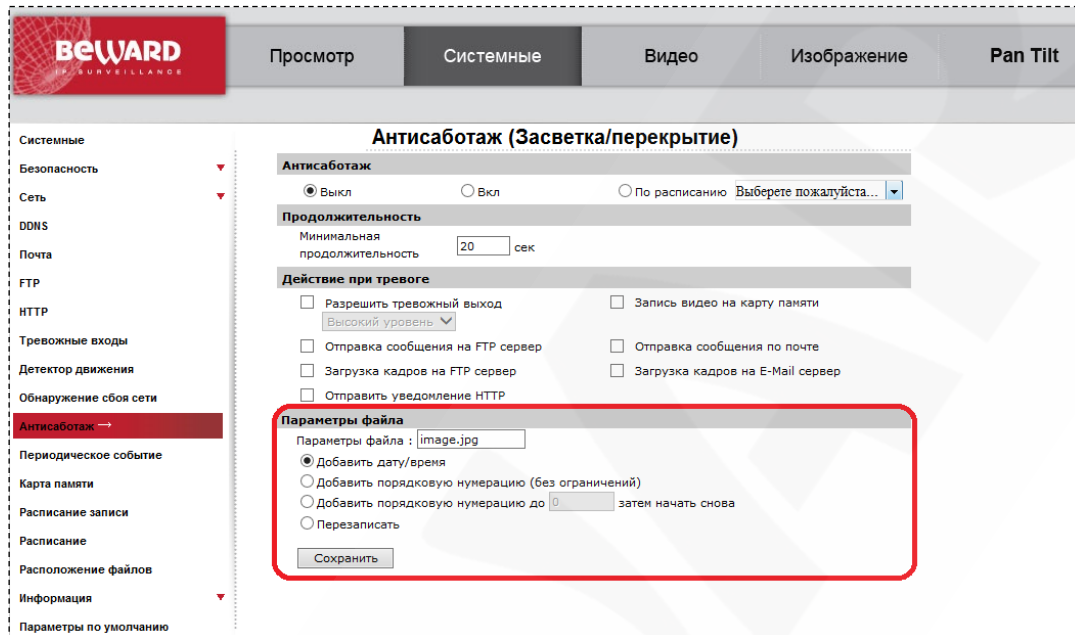 BEWARD
IP SURVEILLANCE
Просмотр Системные Видео Изображение Pan Tilt
Системные
Безопасность
Сеть
DDNS
Почта
FTP
HTTP
Тревожные входы
Детектор движения
Обнаружение сбоя сети
Антисаботаж →
Периодическое событие
Карта памяти
Расписание записи
Расписание
Расположение файлов
Информация
Параметры по умолчанию
Антисаботаж (Засветка/перекрытие)
Антисаботаж
Выкл Вкл По расписанию Выберете пожалуйста...
Продолжительность
Минимальная
продолжительность 20 сек
Действие при тревоге
Разрешить тревожный выход Запись видео на карту памяти
Высокий уровень
Отправка сообщения на FTP сервер Отправка сообщения по почте
Загрузка кадров на FTP сервер Загрузка кадров на E-Mail сервер
Отправить уведомление HTTP
Параметры файла
Параметры файла : image.jpg
Добавить дату/время
Добавить порядковую нумерацию (без ограничений)
Добавить порядковую нумерацию до 0 затем начать снова
Перезаписать
Сохранить